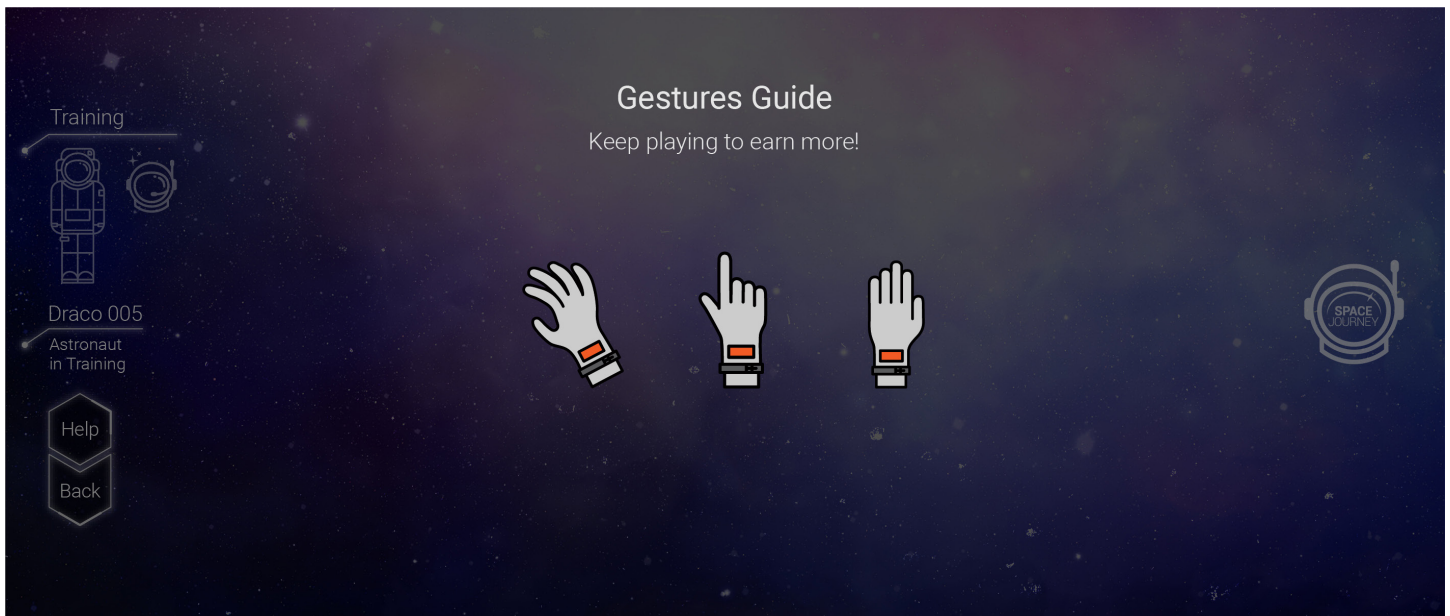 Gestures Guide
Keep playing to earn more!
Training
Draco 005
Astronaut
in Training
Help
Back
SPACE
JOURNEY